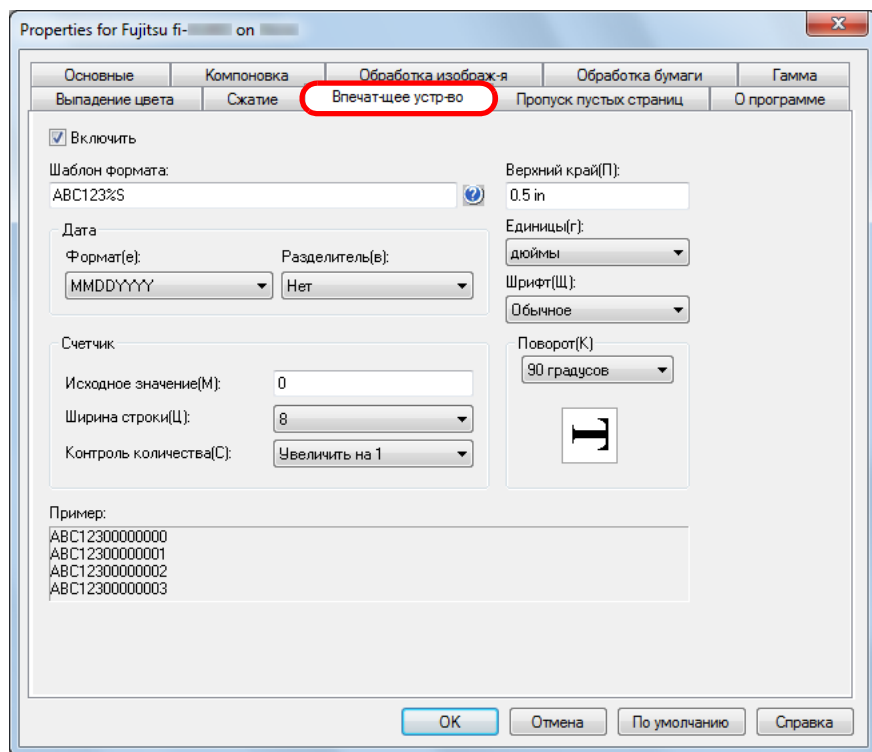 Properties for Fujitsu fi- on
Основные Компоновка Обработка изображ-я Обработка бумаги Гамма
Выпадение цвета Сжатие Впечат-щее устр-во Пропуск пустых страниц О программе
Включить
Шаблон формата: Верхний край(П):
ABC123%S 0.5 in
Дата Единицы(г):
Формат(е): Разделитель(в): дюймы
MMDDYYYY Нет Шрифт(Щ):
Обычное
Счетчик Поворот(К)
Исходное значение(М): 0 90 градусов
Ширина строки(Ц): 8
Контроль количества(С): Увеличить на 1
Пример:
ABC12300000000
ABC12300000001
ABC12300000002
ABC12300000003
OK Отмена По умолчанию Справка